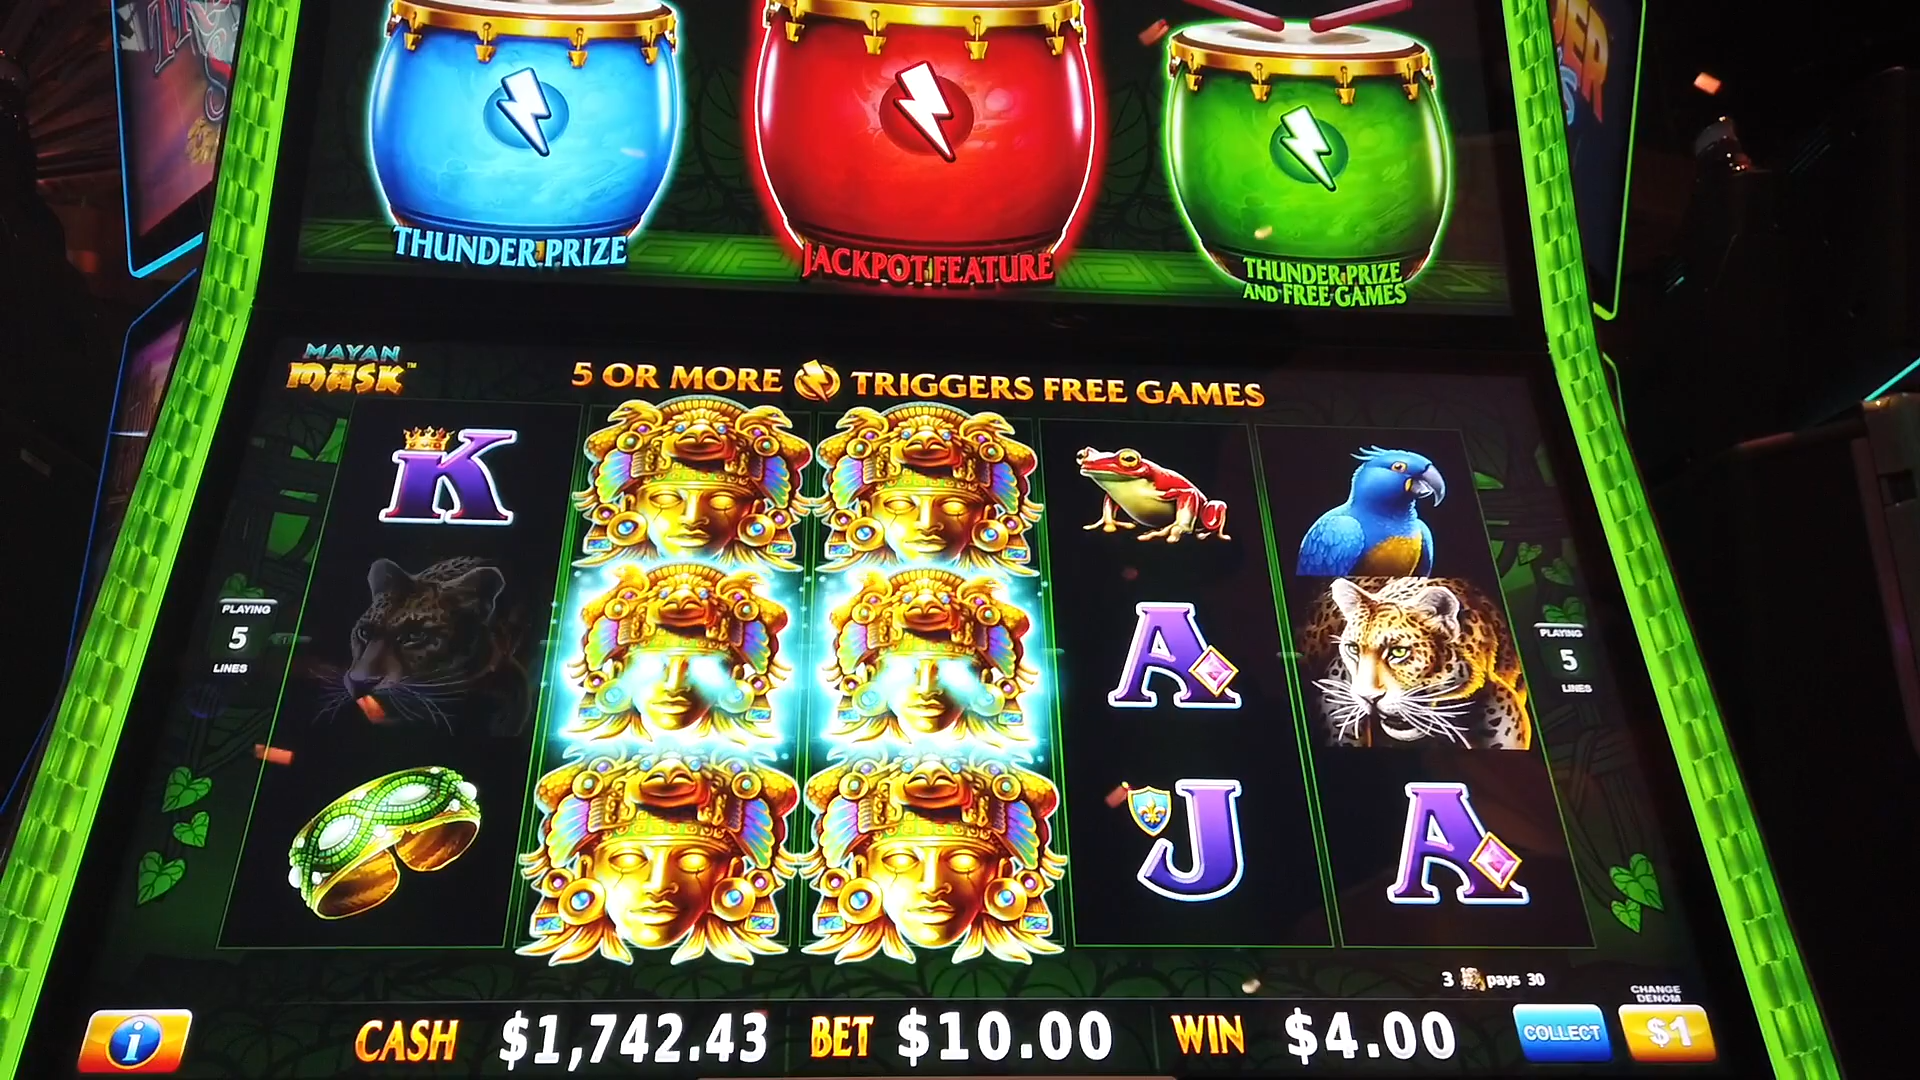 THUNDER PRIZE
JACKPOT FEATURE
THUNDER PRIZE
AND FREE GAMES
MAYAN
MASK™
5 OR MORE TRIGGERS FREE GAMES
K
PLAYING
5
LINES
A
J
A
PLAYING
5
LINES
3 pays 30
CASH $1,742.43 BET $10.00 WIN $4.00
COLLECT
CHANGE
DENOM
$1